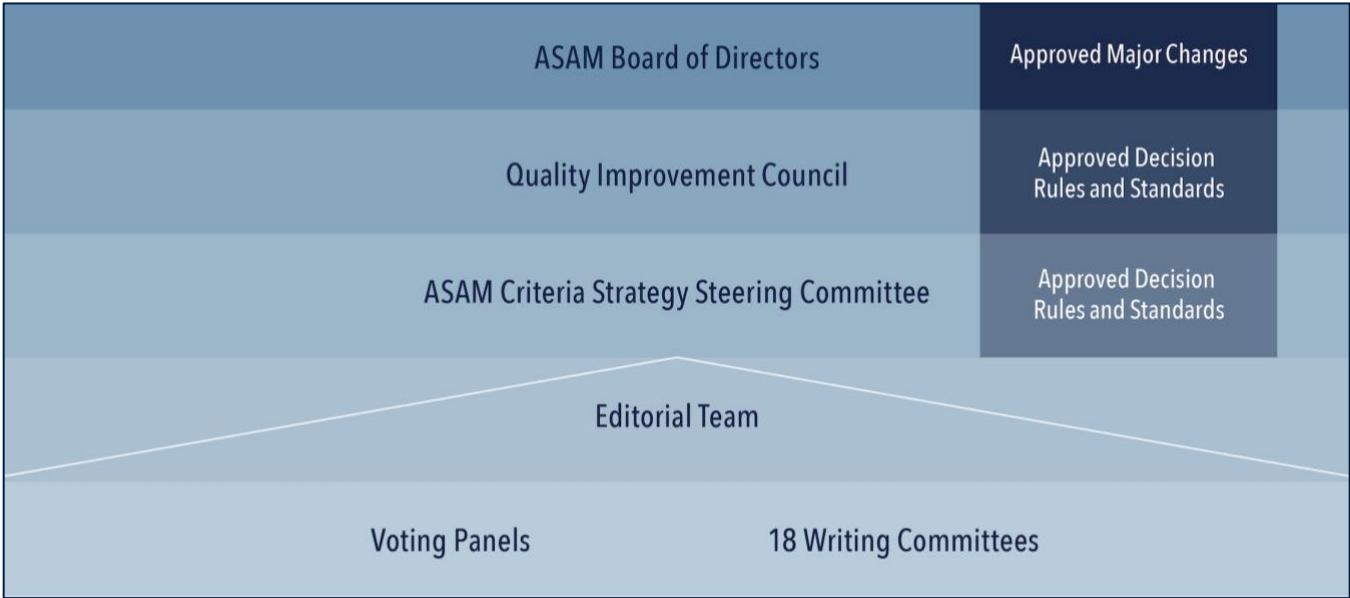 ASAM Board of Directors
Approved Major Changes
Quality Improvement Council
Approved Decision
Rules and Standards
ASAM Criteria Strategy Steering Committee
Approved Decision
Rules and Standards
Editorial Team
Voting Panels
18 Writing Committees